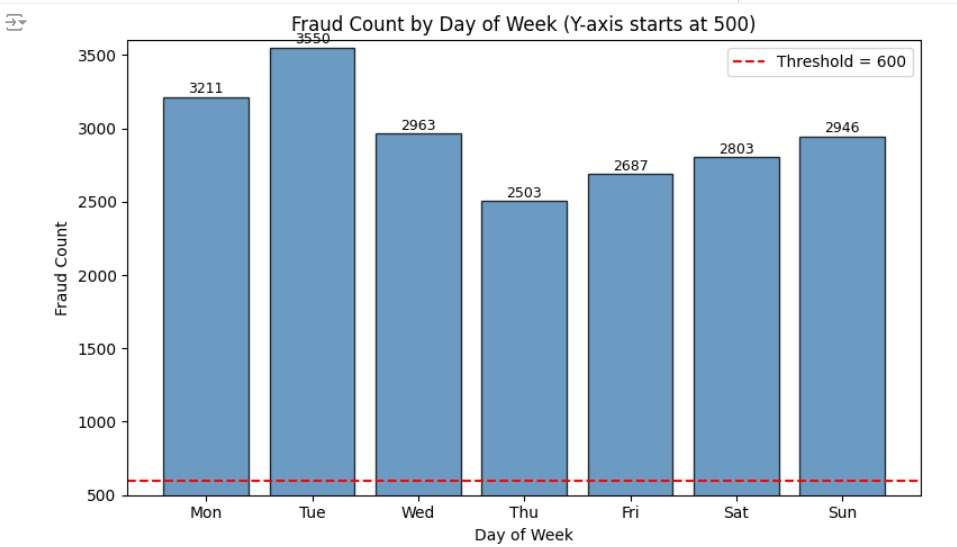 Fraud Count by Day of Week (Y-axis starts at 500)
3550
3500
Threshold = 600
3211
3000
2963
2946
2803
2687
2500
2503
2000
Fraud Count
1500
1000
500
Mon Tue Wed Thu Fri Sat Sun
Day of Week